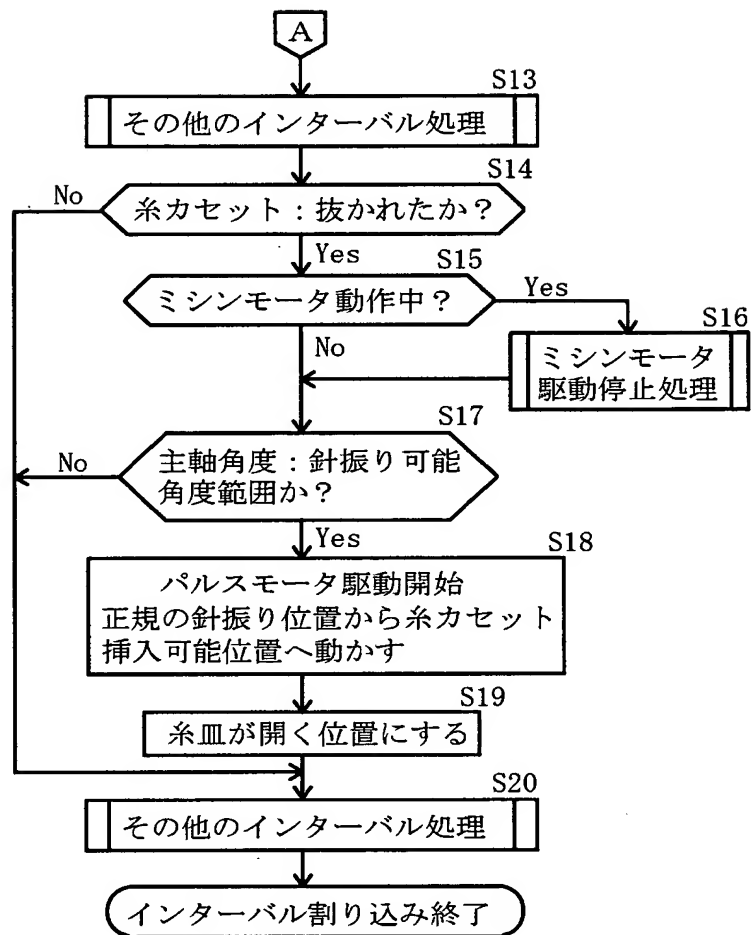 A
S13
その他のインターバル処理
S14
No
糸カセット：抜かれたか？
Yes
S15
ミシンモータ動作中？
Yes
S16
No
ミシンモータ
駆動停止処理
S17
No
主軸角度：針振り可能
角度範囲か？
Yes
S18
パルスモータ駆動開始
正規の針振り位置から糸カセット
挿入可能位置へ動かす
S19
糸皿が開く位置にする
S20
その他のインターバル処理
インターバル割り込み終了